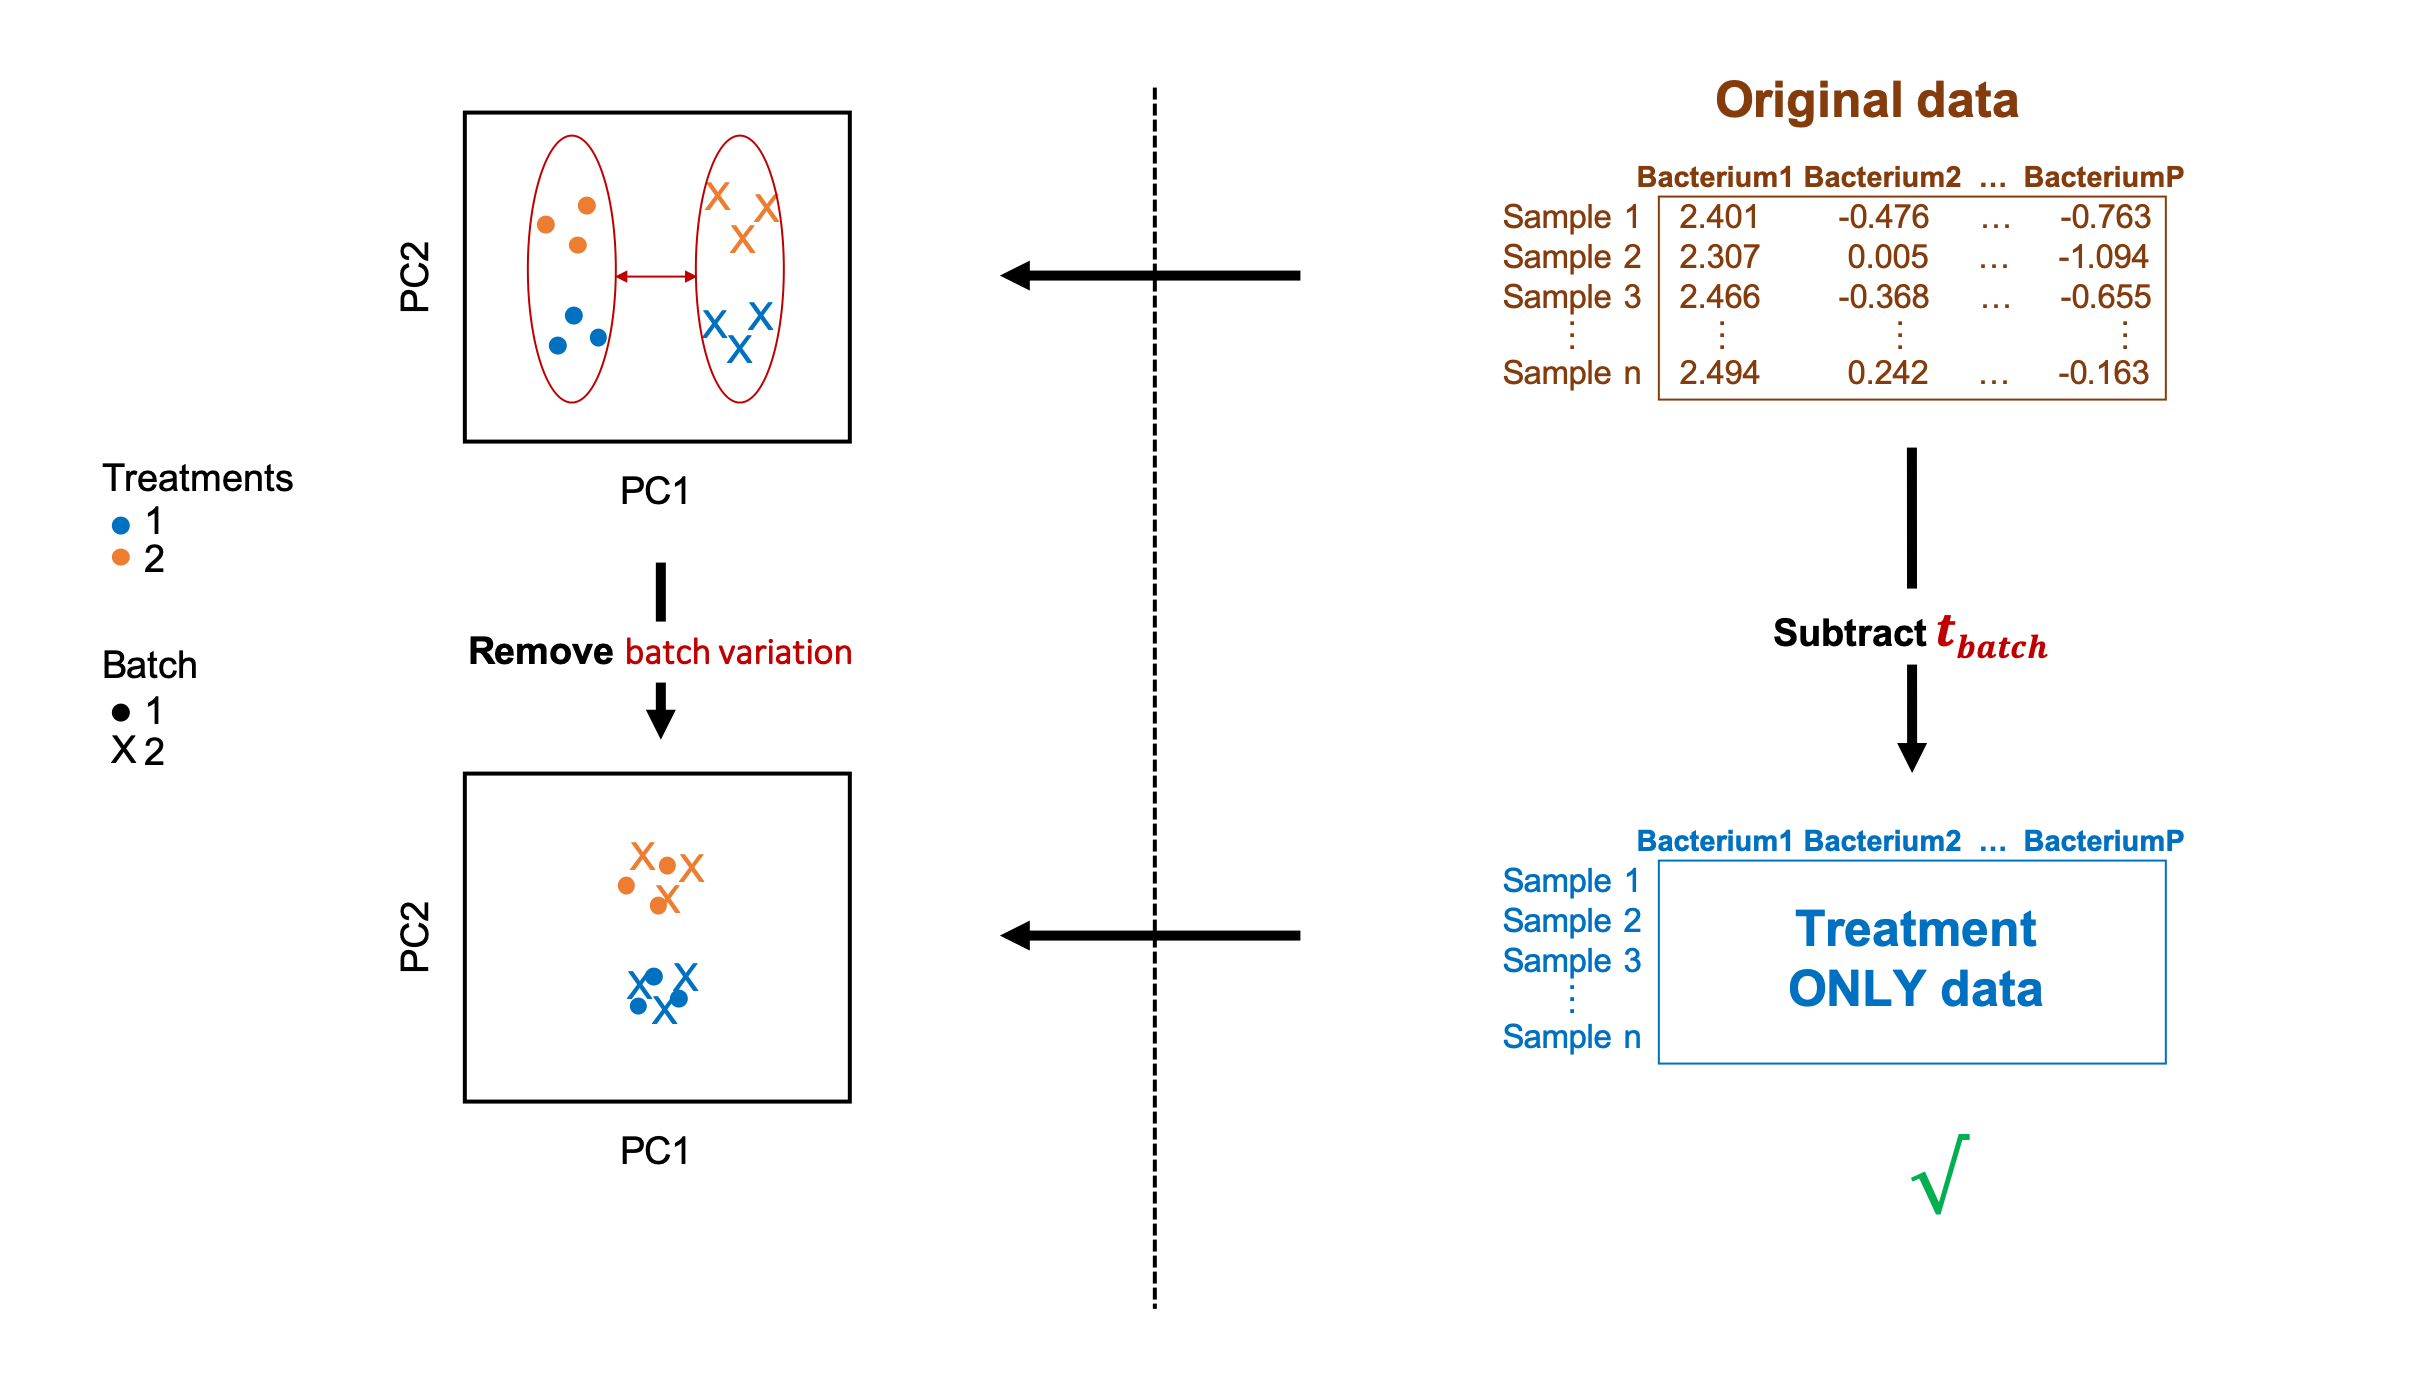 PC2
PC1
Treatments
1
2
Batch
1
X 2
Remove batch variation
PC2
PC1
Original data
Bacterium1 Bacterium2 … BacteriumP
Sample 1 2.401 -0.476 … -0.763
Sample 2 2.307 0.005 … -1.094
Sample 3 2.466 -0.368 … -0.655
Sample n 2.494 0.242 … -0.163
Subtract t_batch
Bacterium1 Bacterium2 … BacteriumP
Sample 1
Sample 2
Sample 3
Sample n
Treatment
ONLY data
√